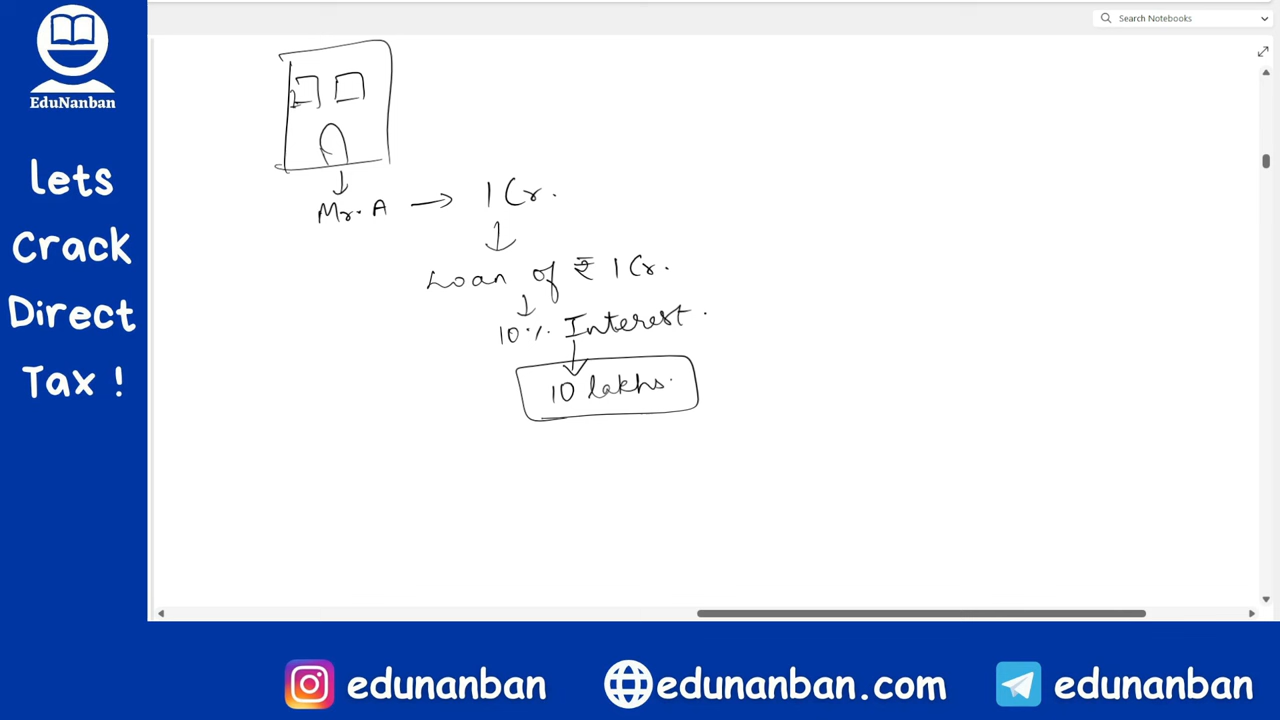 Search Notebooks
EduNanban
lets
Crack
Direct
Tax !
Mr. A → 1 Cr.
Loan of ₹ 1 Cr.
10% Interest.
10 lakhs.
edunanban
edunanban.com
edunanban